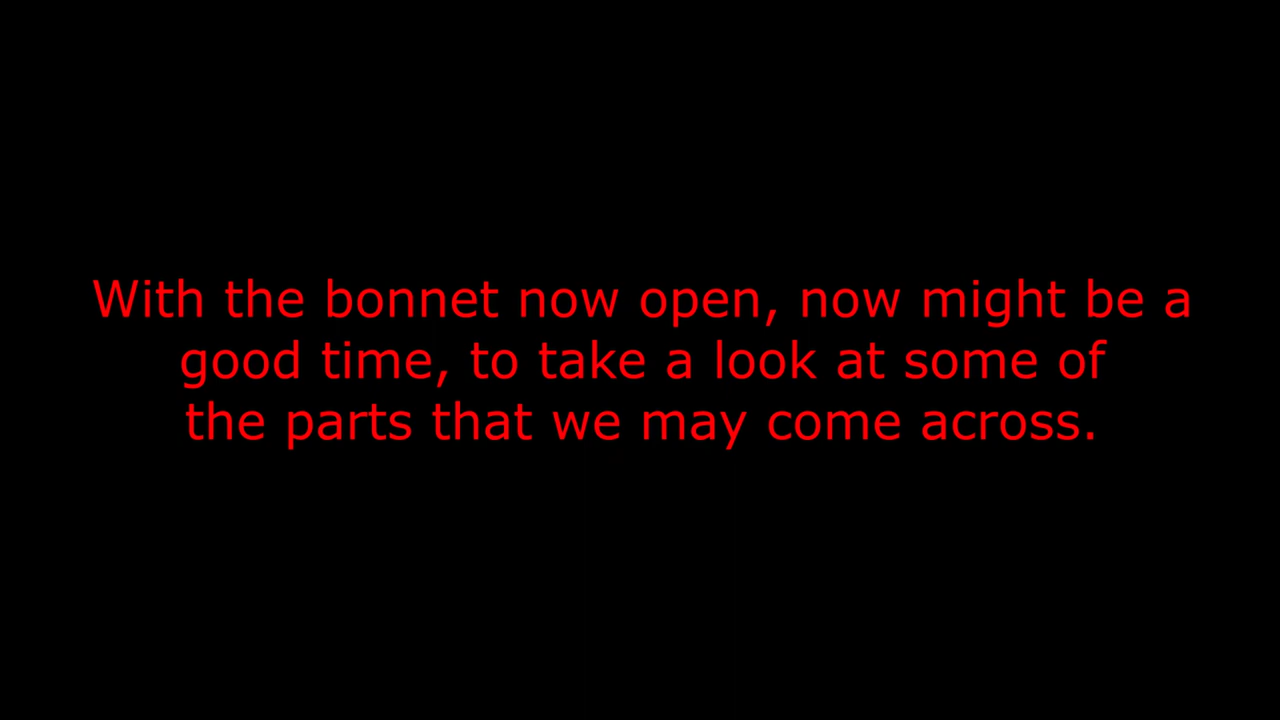 With the bonnet now open, now might be a
good time, to take a look at some of
the parts that we may come across.